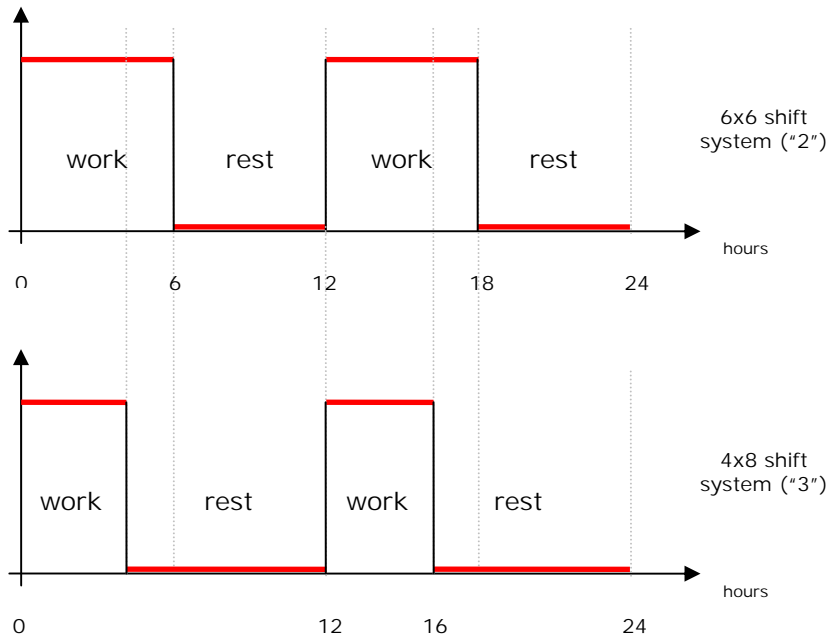 work
rest
work
rest
6x6 shift
system ("2")
hours
0
6
12
18
24
work
rest
work
rest
4x8 shift
system ("3")
hours
0
12
16
24